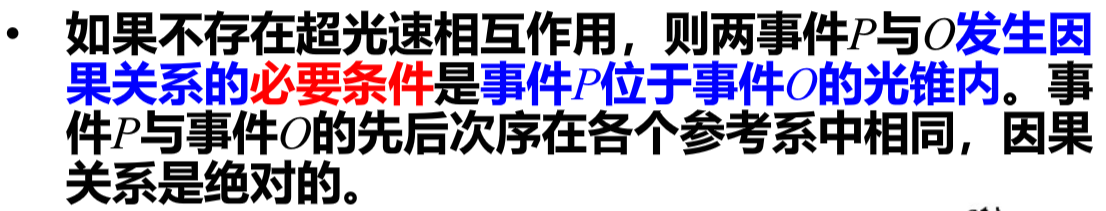 • 如果不存在超光速相互作用，则两事件P与O发生因
果关系的必要条件是事件P位于事件O的光锥内。事
件P与事件O的先后次序在各个参考系中相同，因果
关系是绝对的。